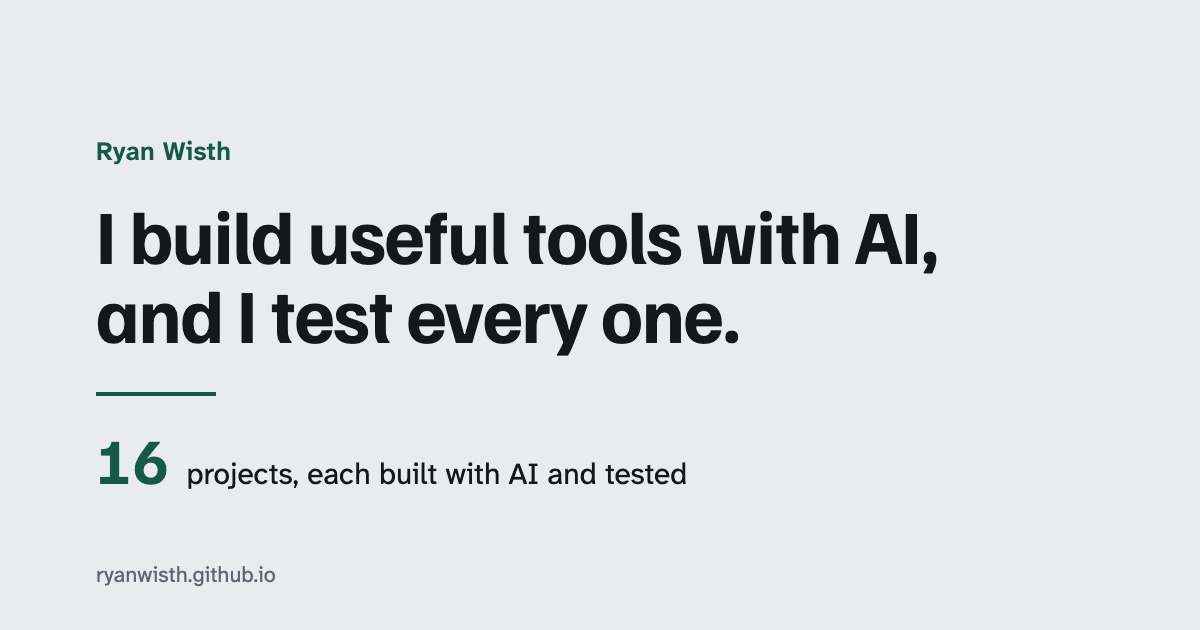 Ryan Wisth
I build useful tools with AI,
and I test every one.
16 projects, each built with AI and tested
ryanwisth.github.io